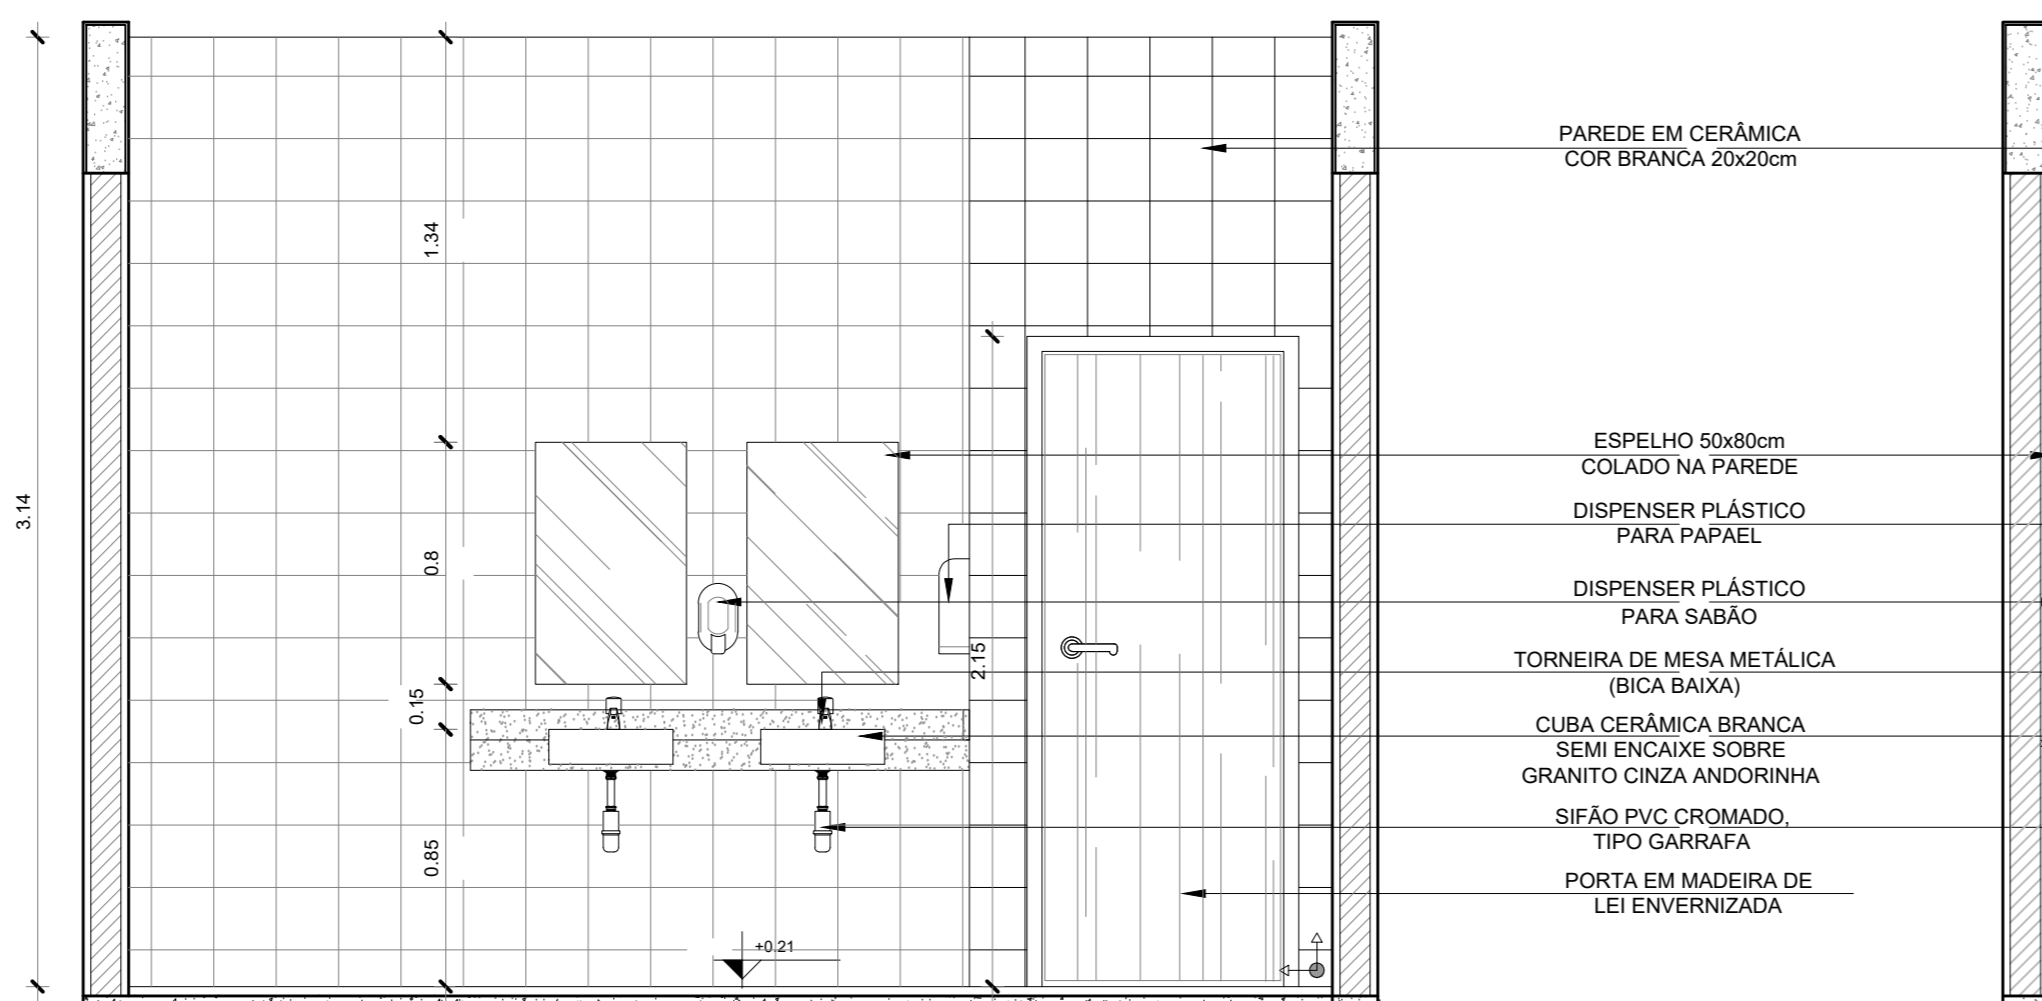 PAREDE EM CERÂMICA
COR BRANCA 20x20cm
1.34
ESPELHO 50x80cm
COLADO NA PAREDE
3.14
DISPENSER PLÁSTICO
PARA PAPAEL
0.8
DISPENSER PLÁSTICO
PARA SABÃO
2.15
TORNEIRA DE MESA METÁLICA
(BICA BAIXA)
0.15
CUBA CERÂMICA BRANCA
SEMI ENCAIXE SOBRE
GRANITO CINZA ANDORINHA
SIFÃO PVC CROMADO,
TIPO GARRAFA
0.85
PORTA EM MADEIRA DE
LEI ENVERNIZADA
+0.21